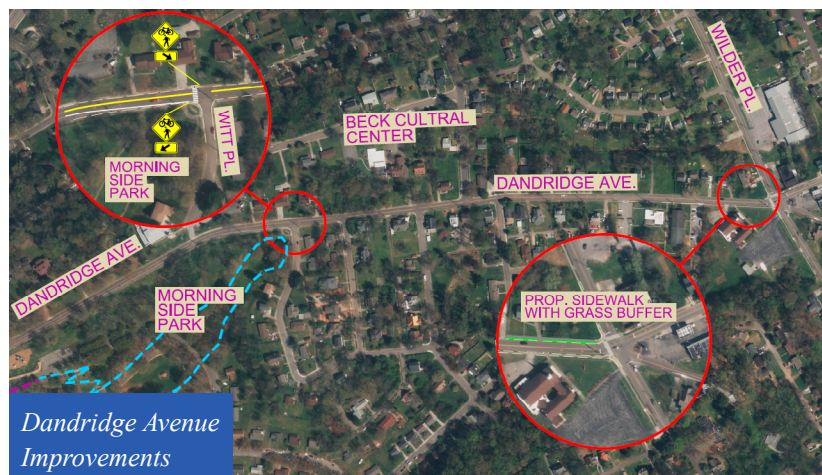 WITT PL.
MORNING
SIDE
PARK
BECK CULTRAL
CENTER
WILDER PL.
DANDRIDGE AVE.
DANDRIDGE AVE.
MORNING
SIDE
PARK
PROP. SIDEWALK
WITH GRASS BUFFER
Dandridge Avenue
Improvements